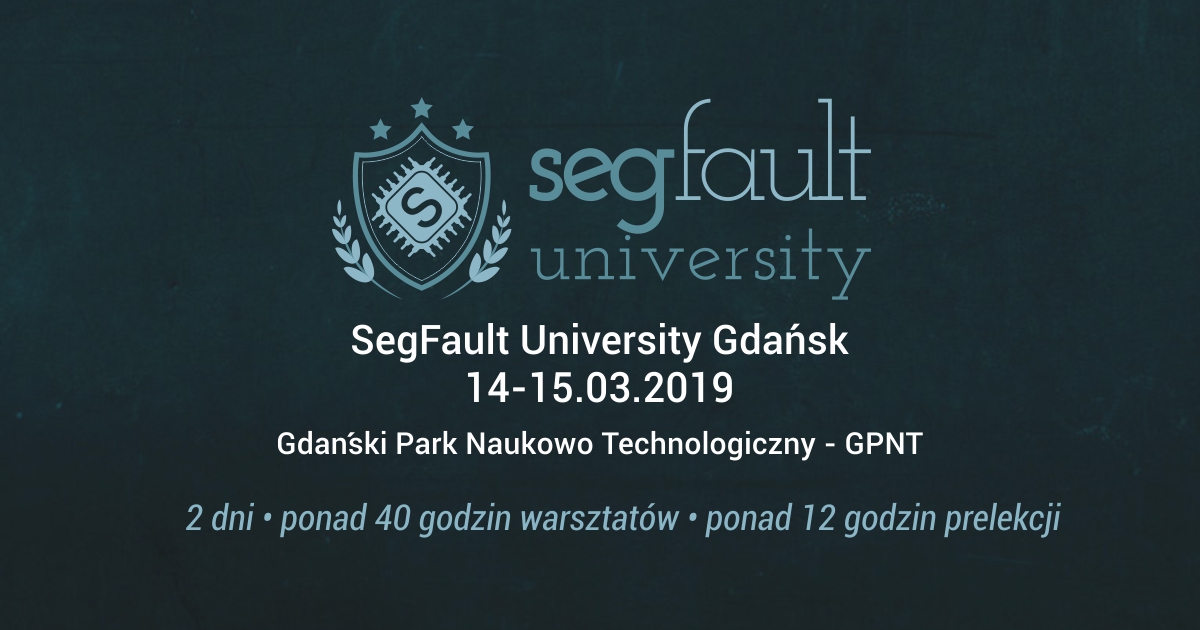 S
segfault
university
SegFault University Gdańsk
14-15.03.2019
Gdański Park Naukowo Technologiczny - GPNT
2 dni • ponad 40 godzin warsztatów • ponad 12 godzin prelekcji